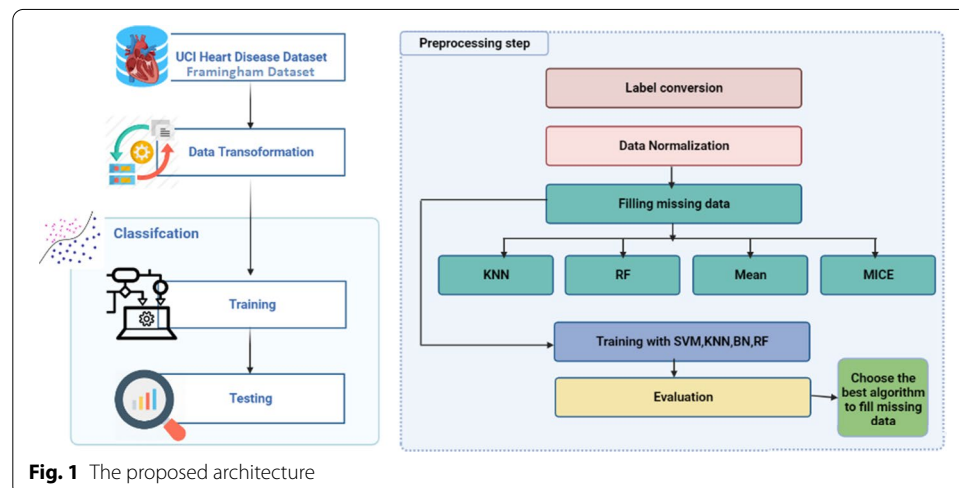 UCI Heart Disease Dataset
Framingham Dataset
Data Transoformation
Classifcation
Training
Testing
Preprocessing step
Label conversion
Data Normalization
Filling missing data
KNN
RF
Mean
MICE
Training with SVM,KNN,BN,RF
Evaluation
Choose the
best algorithm
to fill missing
data
Fig. 1 The proposed architecture